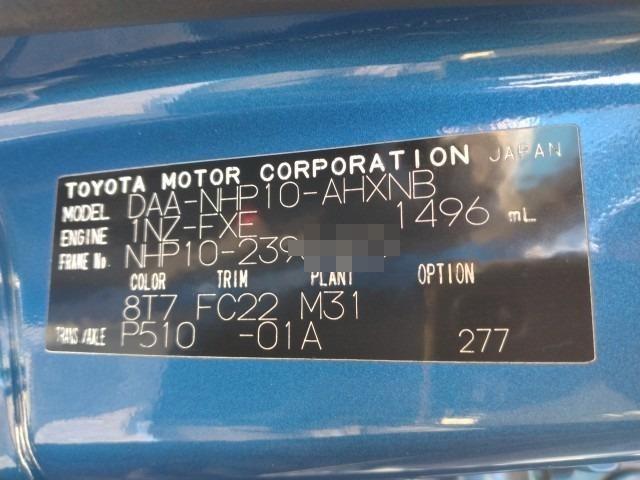 TOYOTA MOTOR CORPORATION JAPAN
MODEL DAA-NHP10-AHXNB
ENGINE 1NZ-FXE 1496 mL
FRAME No. NHP10-239
COLOR TRIM PLANT OPTION
8T7 FC22 M31
TRANS/AXLE P510 -01A 277